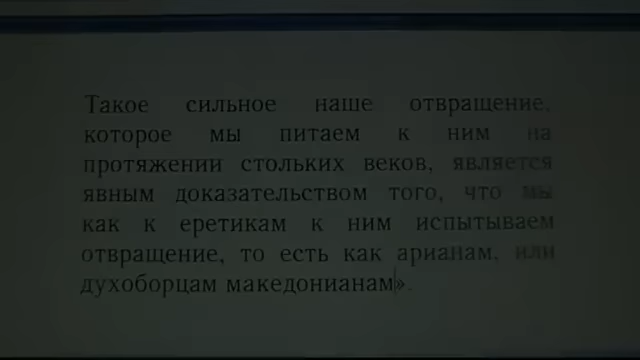 Такое сильное наше отвращение,
которое мы питаем к ним на
протяжении стольких веков, является
явным доказательством того, что мы
как к еретикам к ним испытываем
отвращение, то есть как арианам, или
духоборцам македонианам».